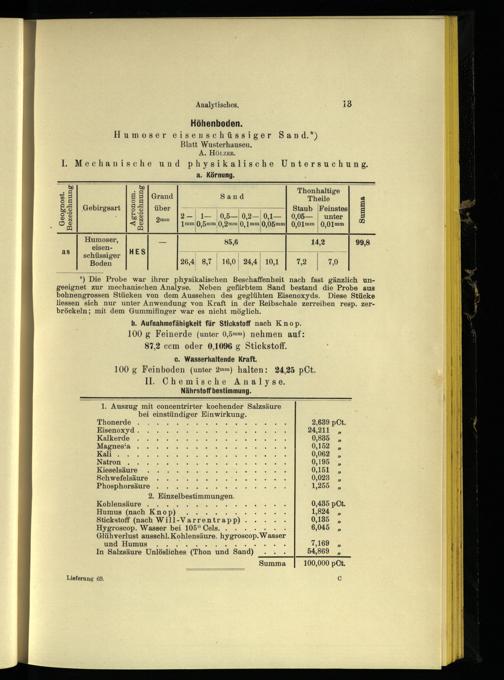 Analytisches. 13
Höhenboden.
Humoser eisenschüssiger Sand.*)
Blatt Wusterhausen.
A. Hölzer.
I. Mechanische und physikalische Untersuchung.
a. Körnung.
Geognost. Bezeichnung
Gebirgsart
Agronom. Bezeichnung
Grand über 2mm
Sand
2— 1mm
1— 0,5mm
0,5— 0,2mm
0,2— 0,1mm
0,1— 0,05mm
Thonhaltige Theile
Staub 0,05— 0,01mm
Feinstes unter 0,01mm
Summa
as
Humoser, eisen- schüssiger Boden
HES
—
85,6
14,2
99,8
26,4 8,7 16,0 24,4 10,1 7,2 7,0
*) Die Probe war ihrer physikalischen Beschaffenheit nach fast gänzlich un-
geeignet zur mechanischen Analyse. Neben gefärbtem Sand bestand die Probe aus
bohnengrossen Stücken von dem Aussehen des geglühten Eisenoxyds. Diese Stücke
liessen sich nur unter Anwendung von Kraft in der Reibschale zerreiben resp. zer-
bröckeln; mit dem Gummifinger war es nicht möglich.
b. Aufnahmefähigkeit für Stickstoff nach Knop.
100 g Feinerde (unter 0,5mm) nehmen auf:
87,2 ccm oder 0,1096 g Stickstoff.
c. Wasserhaltende Kraft.
100 g Feinboden (unter 2mm) halten: 24,25 pCt.
II. Chemische Analyse.
Nährstoffbestimmung.
1. Auszug mit concentrirter kochender Salzsäure
bei einstündiger Einwirkung.
Thonerde . . . . . . . . . . . . . . 2,639 pCt.
Eisenoxyd . . . . . . . . . . . . . . 24,211 „
Kalkerde . . . . . . . . . . . . . . 0,835 „
Magnesia . . . . . . . . . . . . . . 0,152 „
Kali . . . . . . . . . . . . . . . . 0,062 „
Natron . . . . . . . . . . . . . . . 0,195 „
Kieselsäure . . . . . . . . . . . . . 0,151 „
Schwefelsäure . . . . . . . . . . . . 0,023 „
Phosphorsäure . . . . . . . . . . . . 1,255 „
2. Einzelbestimmungen.
Kohlensäure . . . . . . . . . . . . . 0,435 pCt.
Humus (nach Knop) . . . . . . . . . . 1,824 „
Stickstoff (nach Will-Varrentrapp) . . . . 0,135 „
Hygroscop. Wasser bei 105° Cels. . . . . . 6,045 „
Glühverlust ausschl. Kohlensäure, hygroscop. Wasser
und Humus . . . . . . . . . . . . . . 7,169 „
In Salzsäure Unlösliches (Thon und Sand) . . . 54,869 „
Summa 100,000 pCt.
Lieferung 69. C